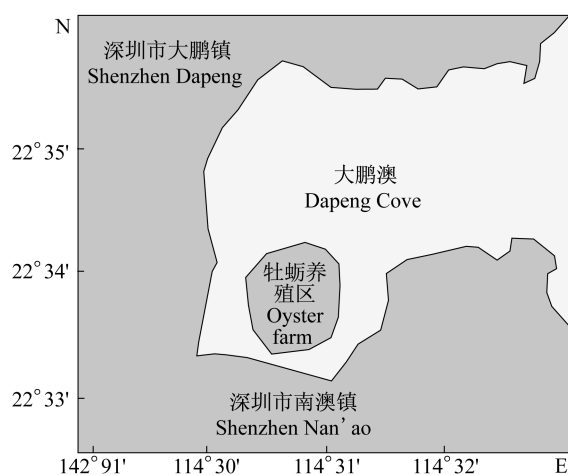 N
深圳市大鹏镇
Shenzhen Dapeng
22°35'
大鹏澳
Dapeng Cove
22°34'
牡蛎养
殖区
Oyster
farm
22°33'
深圳市南澳镇
Shenzhen Nan'ao
142°91' 114°30' 114°31' 114°32' E